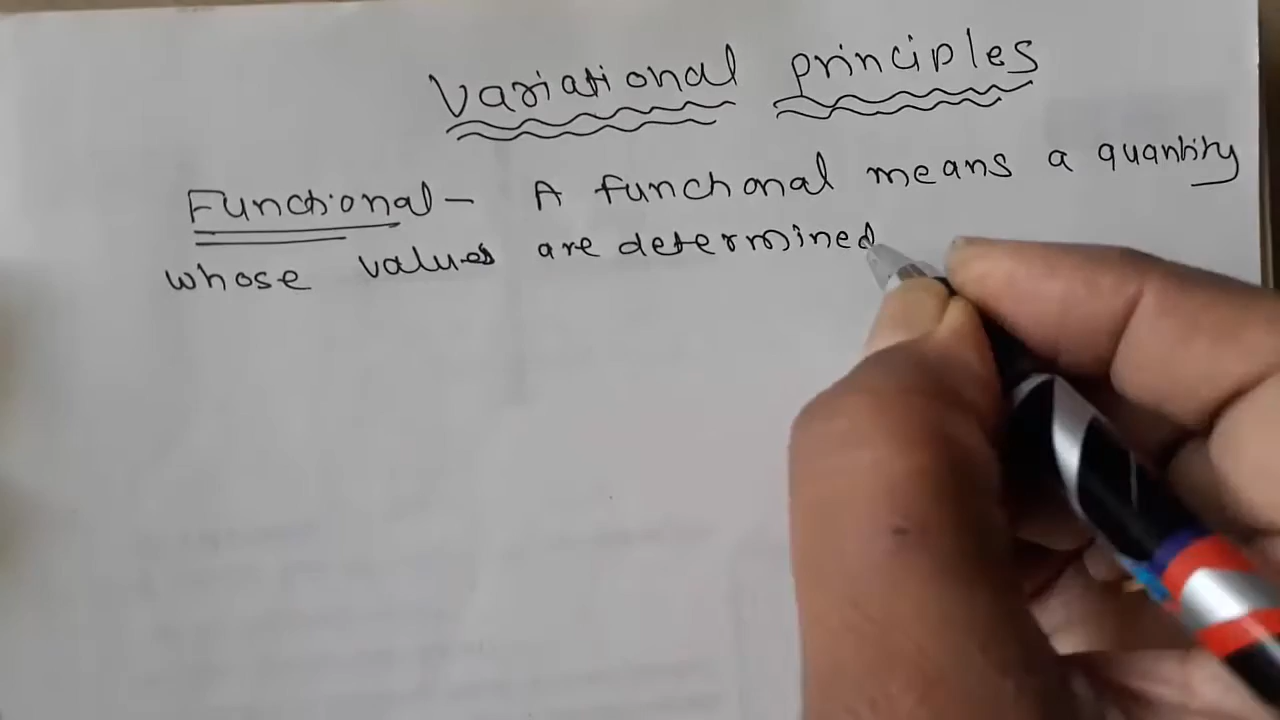 Variational principles
Functional - A functional means a quantity
whose values are determined